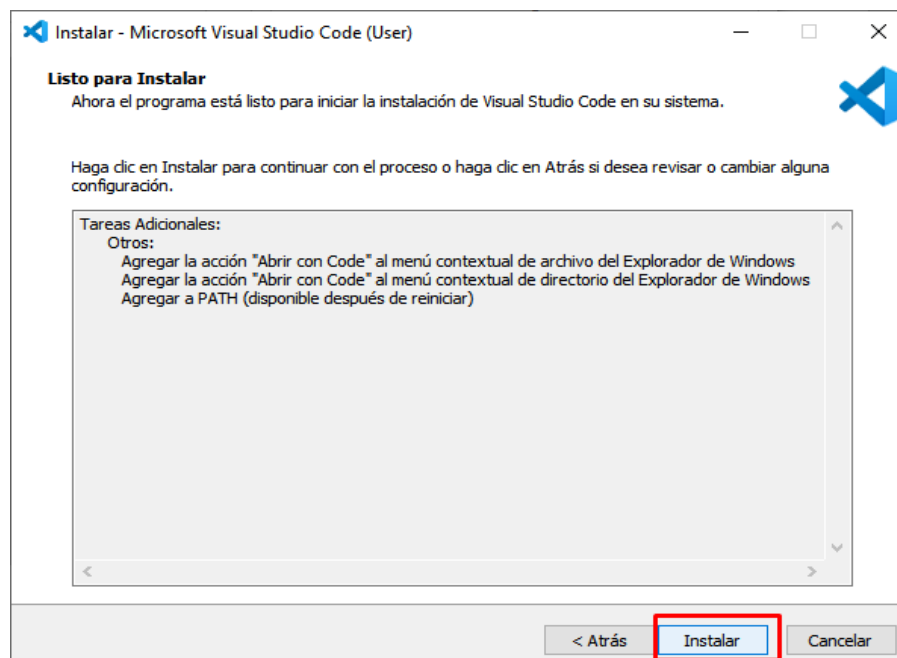 Instalar - Microsoft Visual Studio Code (User)
Listo para Instalar
Ahora el programa está listo para iniciar la instalación de Visual Studio Code en su sistema.
Haga clic en Instalar para continuar con el proceso o haga clic en Atrás si desea revisar o cambiar alguna
configuración.
Tareas Adicionales:
Otros:
Agregar la acción "Abrir con Code" al menú contextual de archivo del Explorador de Windows
Agregar la acción "Abrir con Code" al menú contextual de directorio del Explorador de Windows
Agregar a PATH (disponible después de reiniciar)
< Atrás Instalar Cancelar